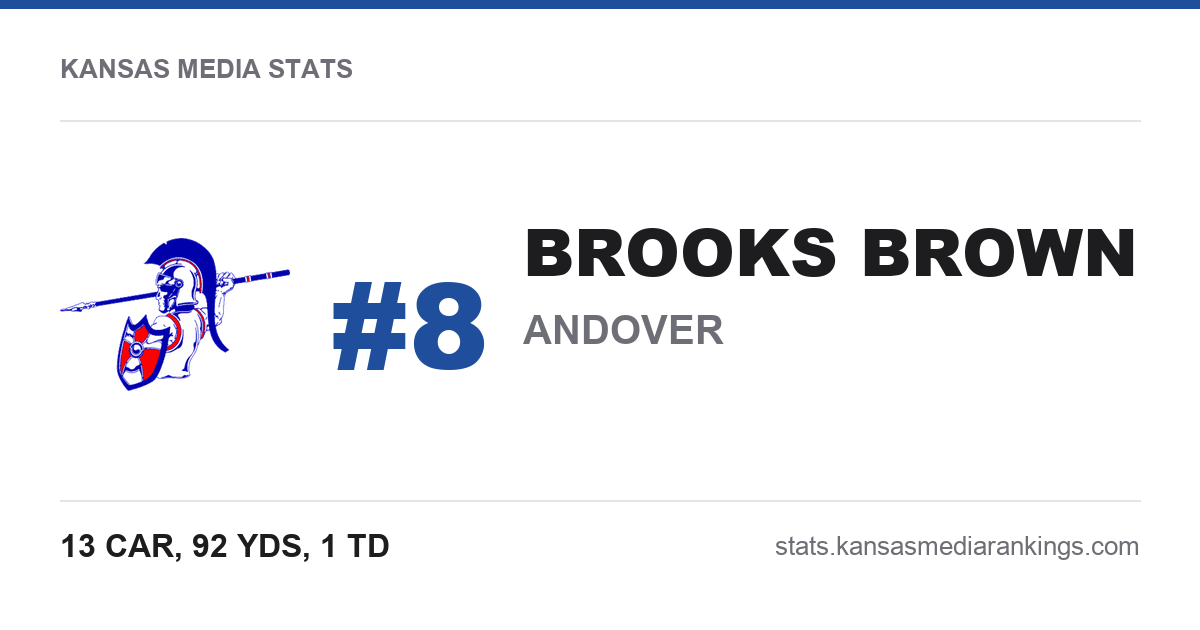 KANSAS MEDIA STATS
#8
BROOKS BROWN
ANDOVER
13 CAR, 92 YDS, 1 TD
stats.kansasmediarankings.com